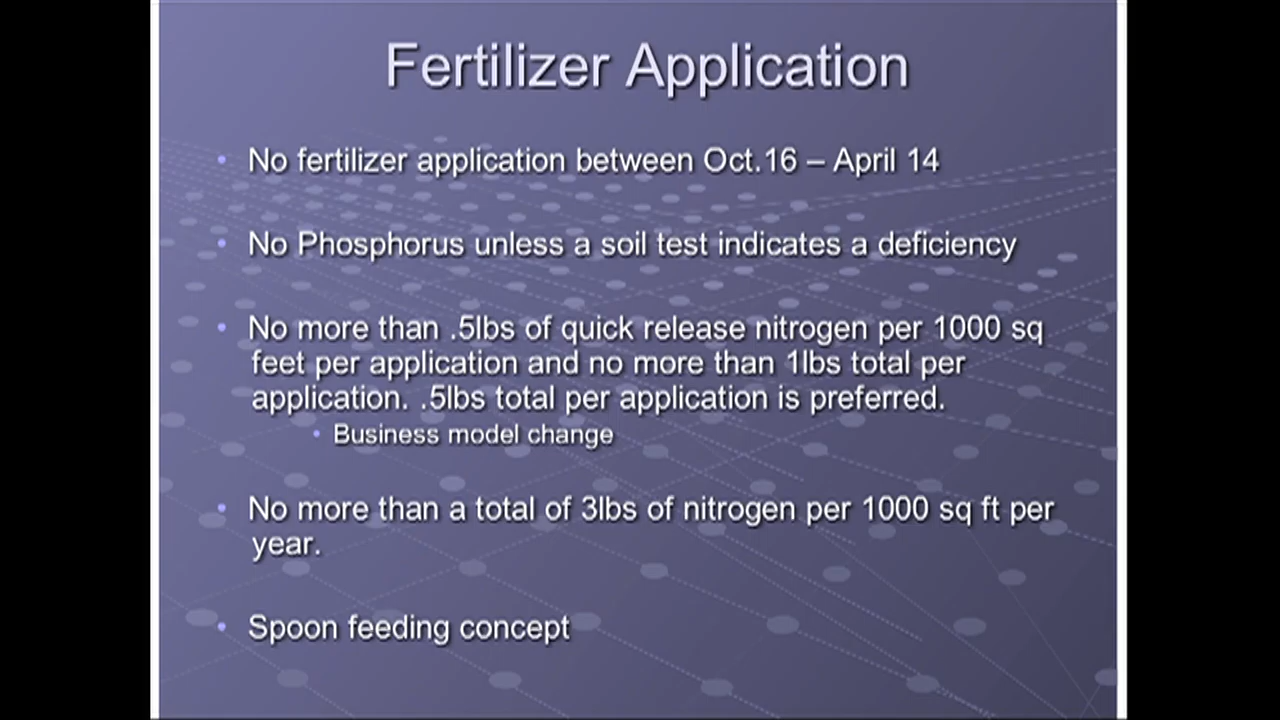 Fertilizer Application
• No fertilizer application between Oct.16 – April 14
• No Phosphorus unless a soil test indicates a deficiency
• No more than .5lbs of quick release nitrogen per 1000 sq
feet per application and no more than 1lbs total per
application. .5lbs total per application is preferred.
• Business model change
• No more than a total of 3lbs of nitrogen per 1000 sq ft per
year.
• Spoon feeding concept